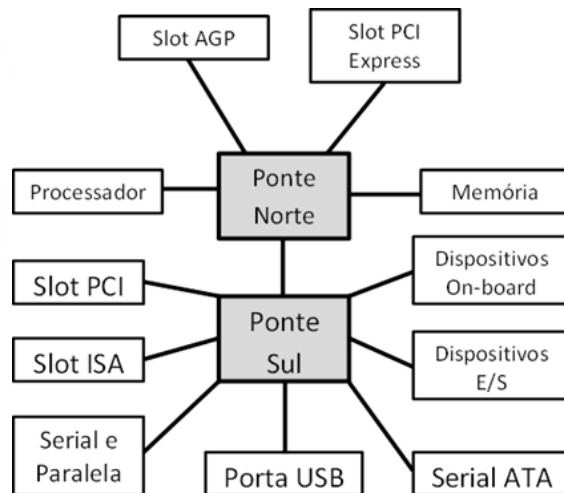 Slot AGP
Slot PCI
Express
Processador
Ponte
Norte
Memória
Slot PCI
Dispositivos
On-board
Ponte
Sul
Slot ISA
Dispositivos
E/S
Serial e
Paralela
Porta USB
Serial ATA